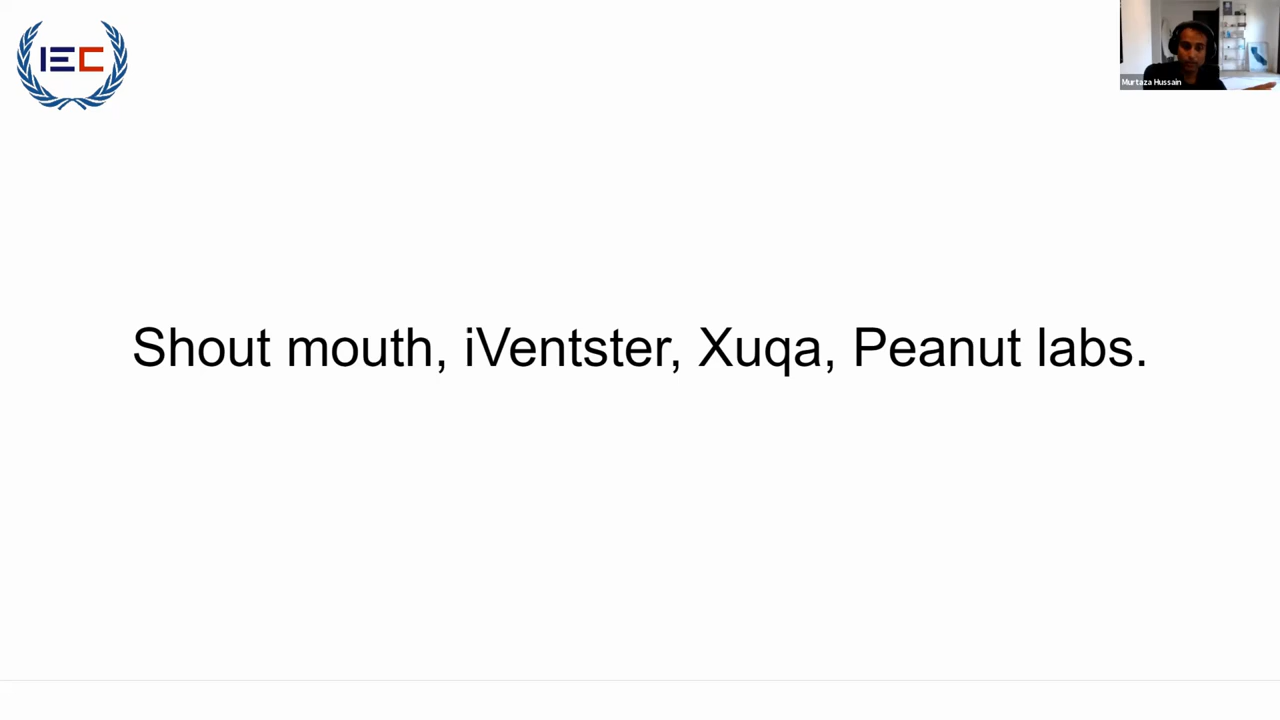 IEC
Murtaza Hussain
Shout mouth, iVentster, Xuqa, Peanut labs.